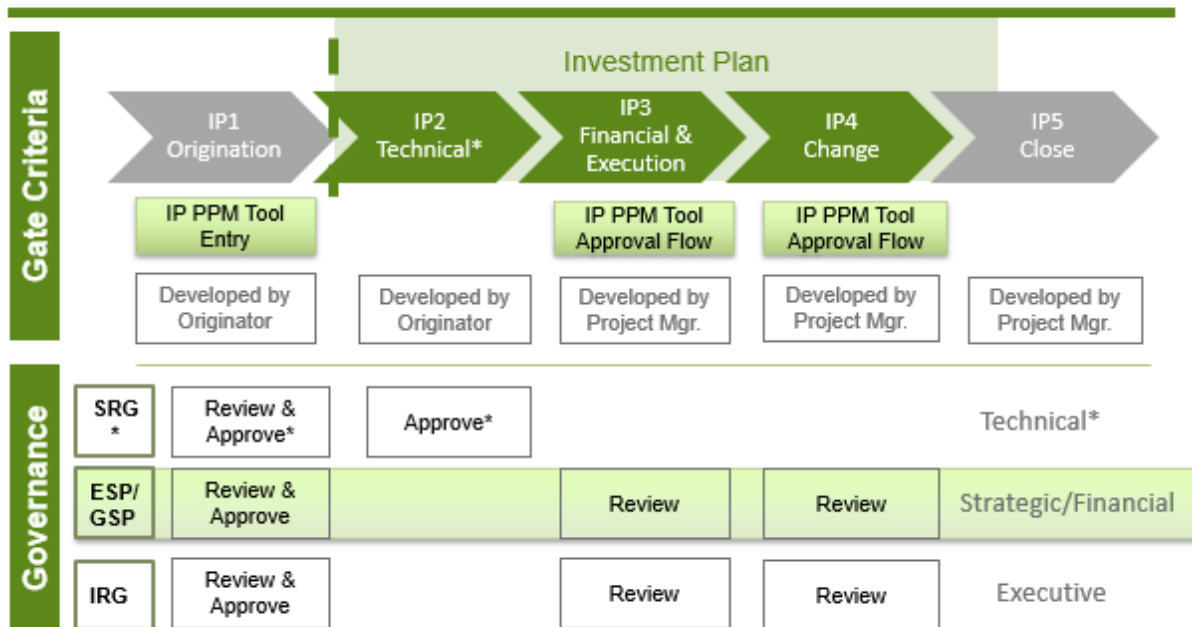 Gate Criteria
Investment Plan
IP1
Origination
IP2
Technical*
IP3
Financial &
Execution
IP4
Change
IP5
Close
IP PPM Tool
Entry
IP PPM Tool
Approval Flow
IP PPM Tool
Approval Flow
Developed by
Originator
Developed by
Originator
Developed by
Project Mgr.
Developed by
Project Mgr.
Developed by
Project Mgr.
Governance
SRG
*
Review &
Approve*
Approve*
Technical*
ESP/
GSP
Review &
Approve
Review
Review
Strategic/Financial
IRG
Review &
Approve
Review
Review
Executive